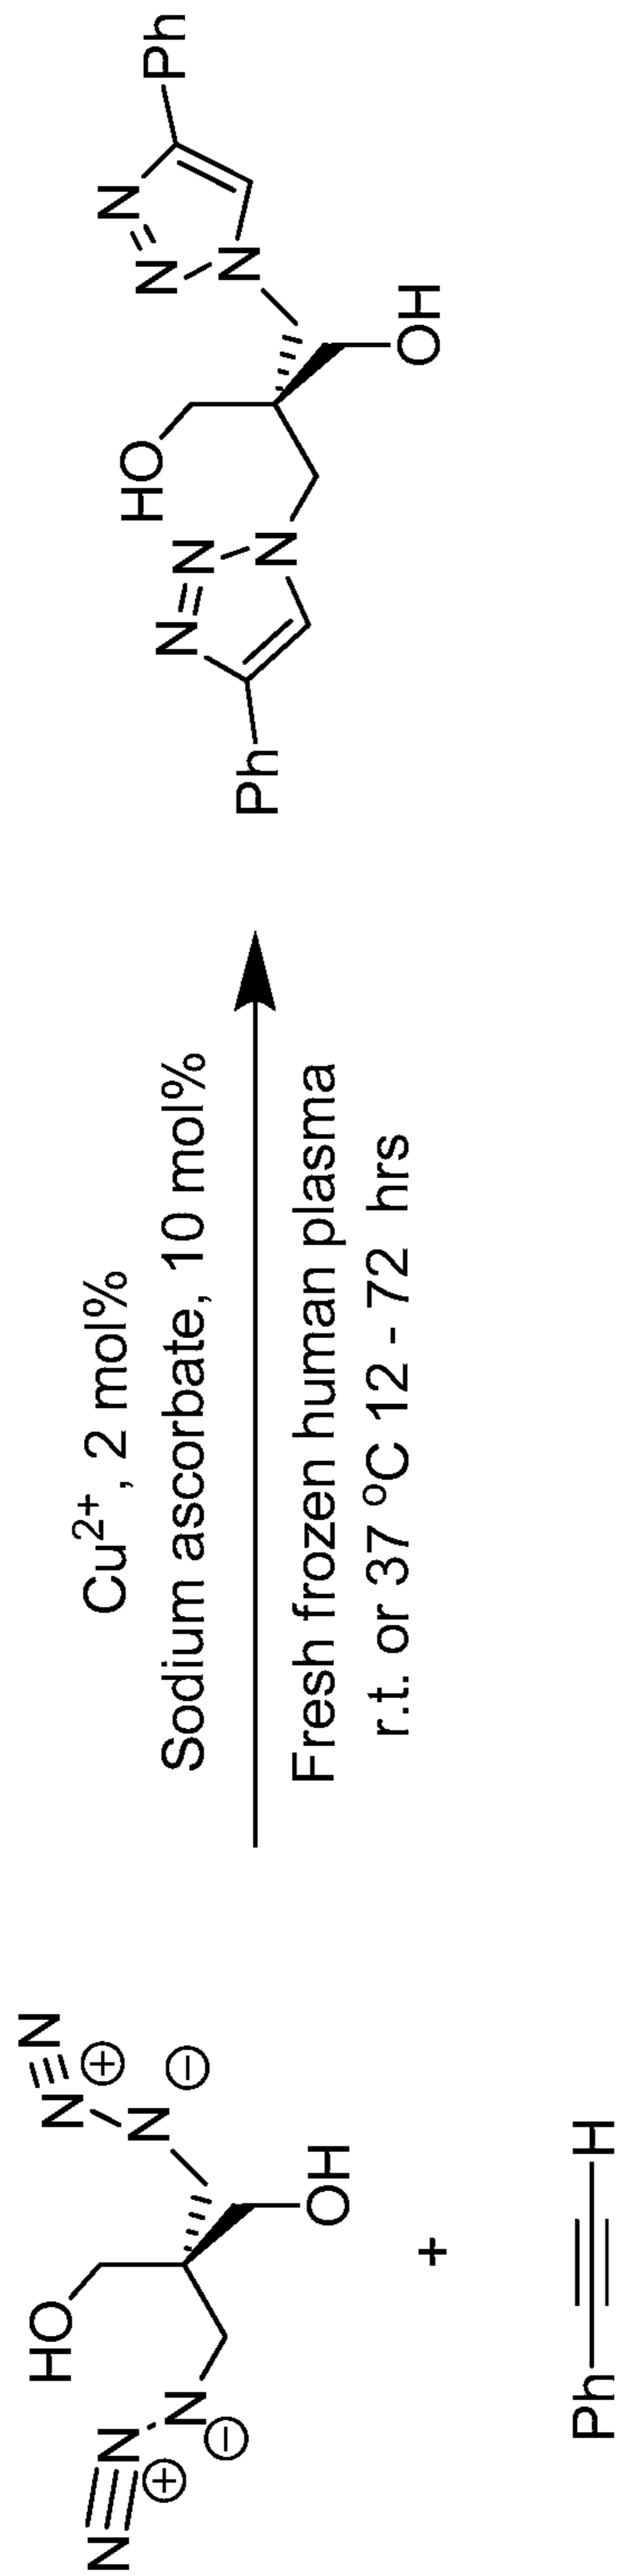 HO
N≡N⊕
N⊖
N⊖
N⊕≡N
OH
+
Ph≡H
Cu²⁺, 2 mol%
Sodium ascorbate, 10 mol%
Fresh frozen human plasma
r.t. or 37 ºC 12 - 72 hrs
HO
N=N
N
Ph
N=N
N
Ph
OH